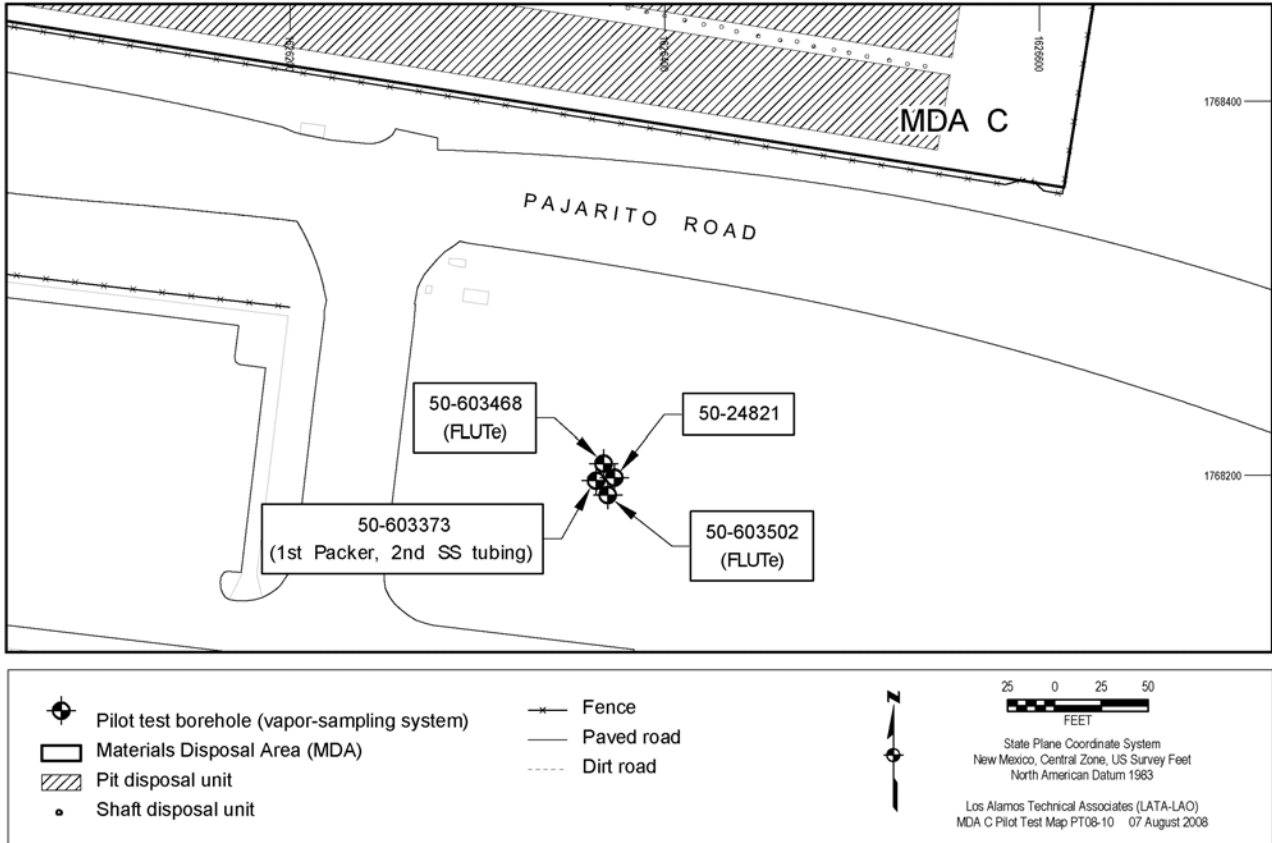 1626200
1626400
1626600
1768400
MDA C
PAJARITO ROAD
50-603468
(FLUTe)
50-24821
1768200
50-603373
(1st Packer, 2nd SS tubing)
50-603502
(FLUTe)
Pilot test borehole (vapor-sampling system)
Materials Disposal Area (MDA)
Pit disposal unit
Shaft disposal unit
Fence
Paved road
Dirt road
N
25 0 25 50
FEET
State Plane Coordinate System
New Mexico, Central Zone, US Survey Feet
North American Datum 1983
Los Alamos Technical Associates (LATA-LAO)
MDA C Pilot Test Map PT08-10 07 August 2008